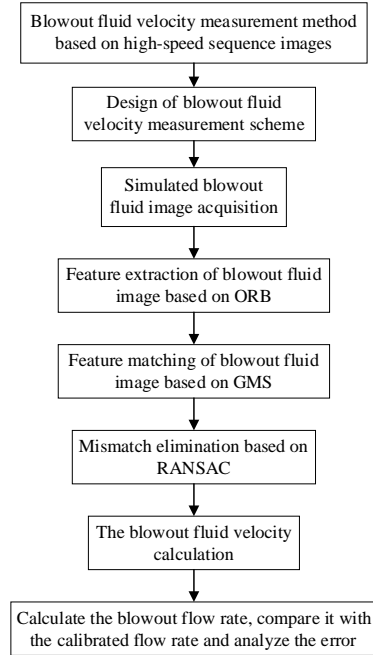 Blowout fluid velocity measurement method
based on high-speed sequence images
Design of blowout fluid
velocity measurement scheme
Simulated blowout
fluid image acquisition
Feature extraction of blowout fluid
image based on ORB
Feature matching of blowout fluid
image based on GMS
Mismatch elimination based on
RANSAC
The blowout fluid velocity
calculation
Calculate the blowout flow rate, compare it with
the calibrated flow rate and analyze the error